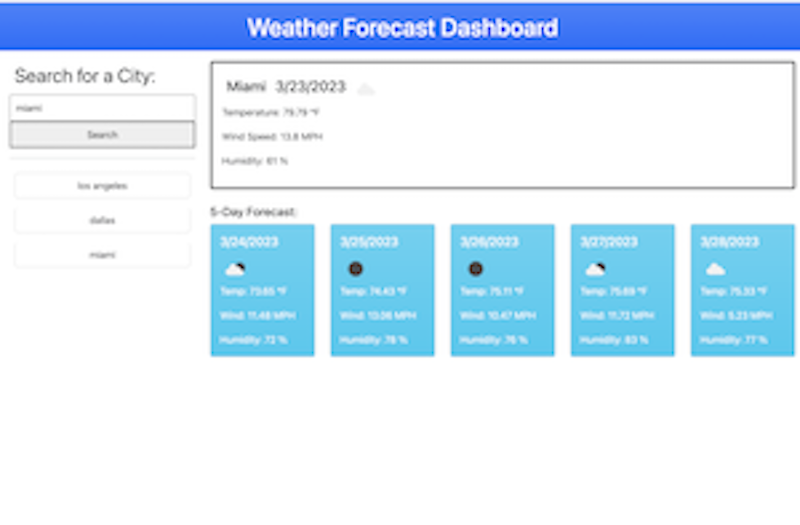 Weather Forecast Dashboard
Search for a City:
miami
Search
los angeles
dallas
miami
Miami 3/23/2023
Temperature: 79.79 °F
Wind Speed: 13.8 MPH
Humidity: 61 %
5-Day Forecast:
3/24/2023
Temp: 73.65 °F
Wind: 11.48 MPH
Humidity: 72 %
3/25/2023
Temp: 74.43 °F
Wind: 13.06 MPH
Humidity: 78 %
3/26/2023
Temp: 75.11 °F
Wind: 10.47 MPH
Humidity: 76 %
3/27/2023
Temp: 75.69 °F
Wind: 11.72 MPH
Humidity: 83 %
3/28/2023
Temp: 75.33 °F
Wind: 5.23 MPH
Humidity: 77 %